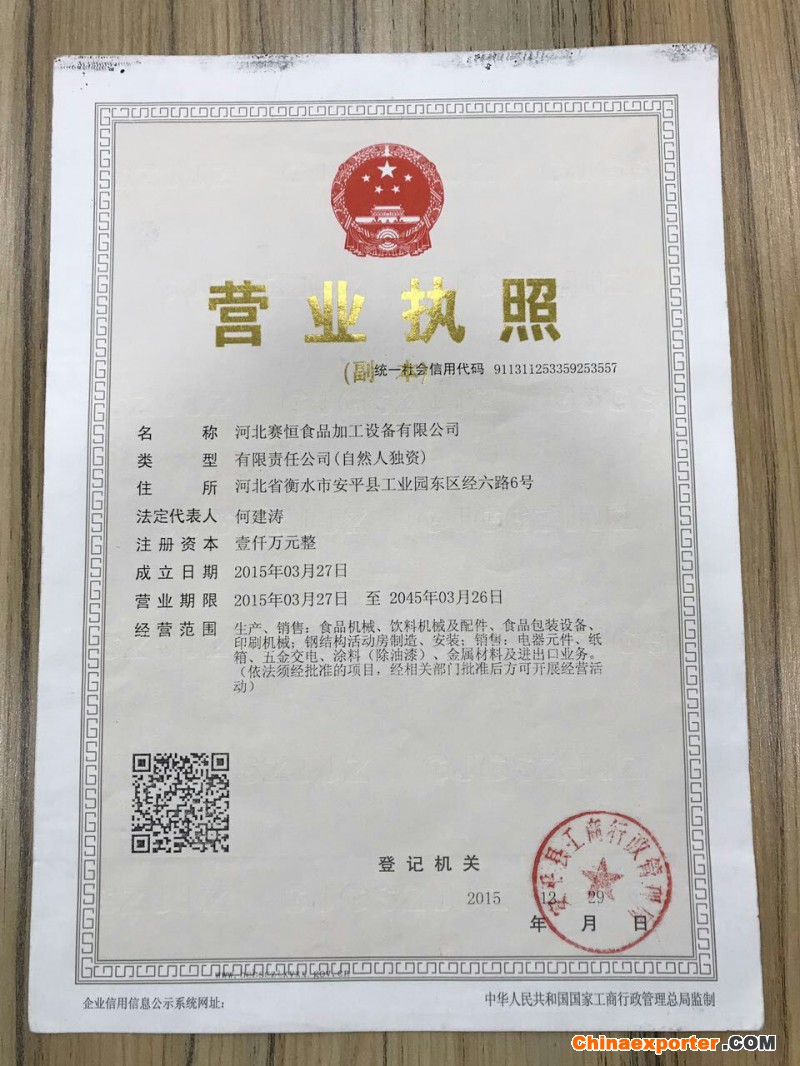 营业执照
(副 本)
统一社会信用代码 911311253359253557
名 称 河北赛恒食品加工设备有限公司
类 型 有限责任公司(自然人独资)
住 所 河北省衡水市安平县工业园东区经六路6号
法定代表人 何建涛
注册资本 壹仟万元整
成立日期 2015年03月27日
营业期限 2015年03月27日 至 2045年03月26日
经营范围 生产、销售：食品机械、饮料机械及配件、食品包装设备、
印刷机械；钢结构活动房制造、安装；销售：电器元件、纸
箱、五金交电、涂料（除油漆）、金属材料及进出口业务。
（依法须经批准的项目，经相关部门批准后方可开展经营活
动）
登记机关
安平县工商行政管理局
2015 12 29
年 月 日
企业信用信息公示系统网址：
中华人民共和国国家工商行政管理总局监制
Chinaexporter.COM